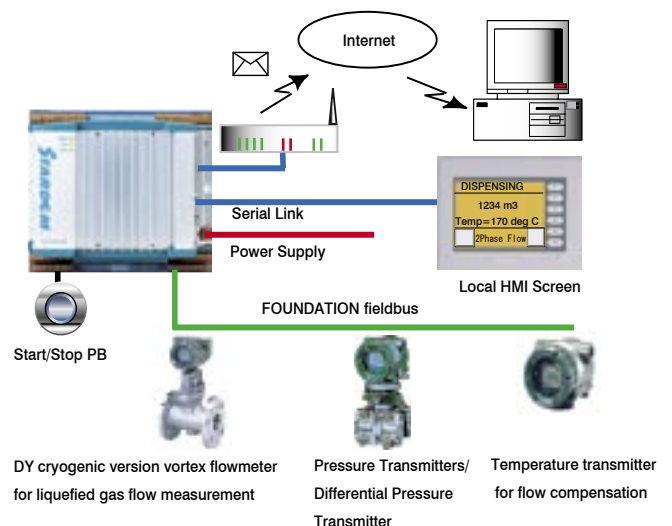 Internet
STARDOM
DISPENSING
1234 m3
Temp=170 deg C
2Phase Flow
Serial Link
Power Supply
Local HMI Screen
FOUNDATION fieldbus
Start/Stop PB
DY cryogenic version vortex flowmeter
for liquefied gas flow measurement
Pressure Transmitters/
Differential Pressure
Transmitter
Temperature transmitter
for flow compensation